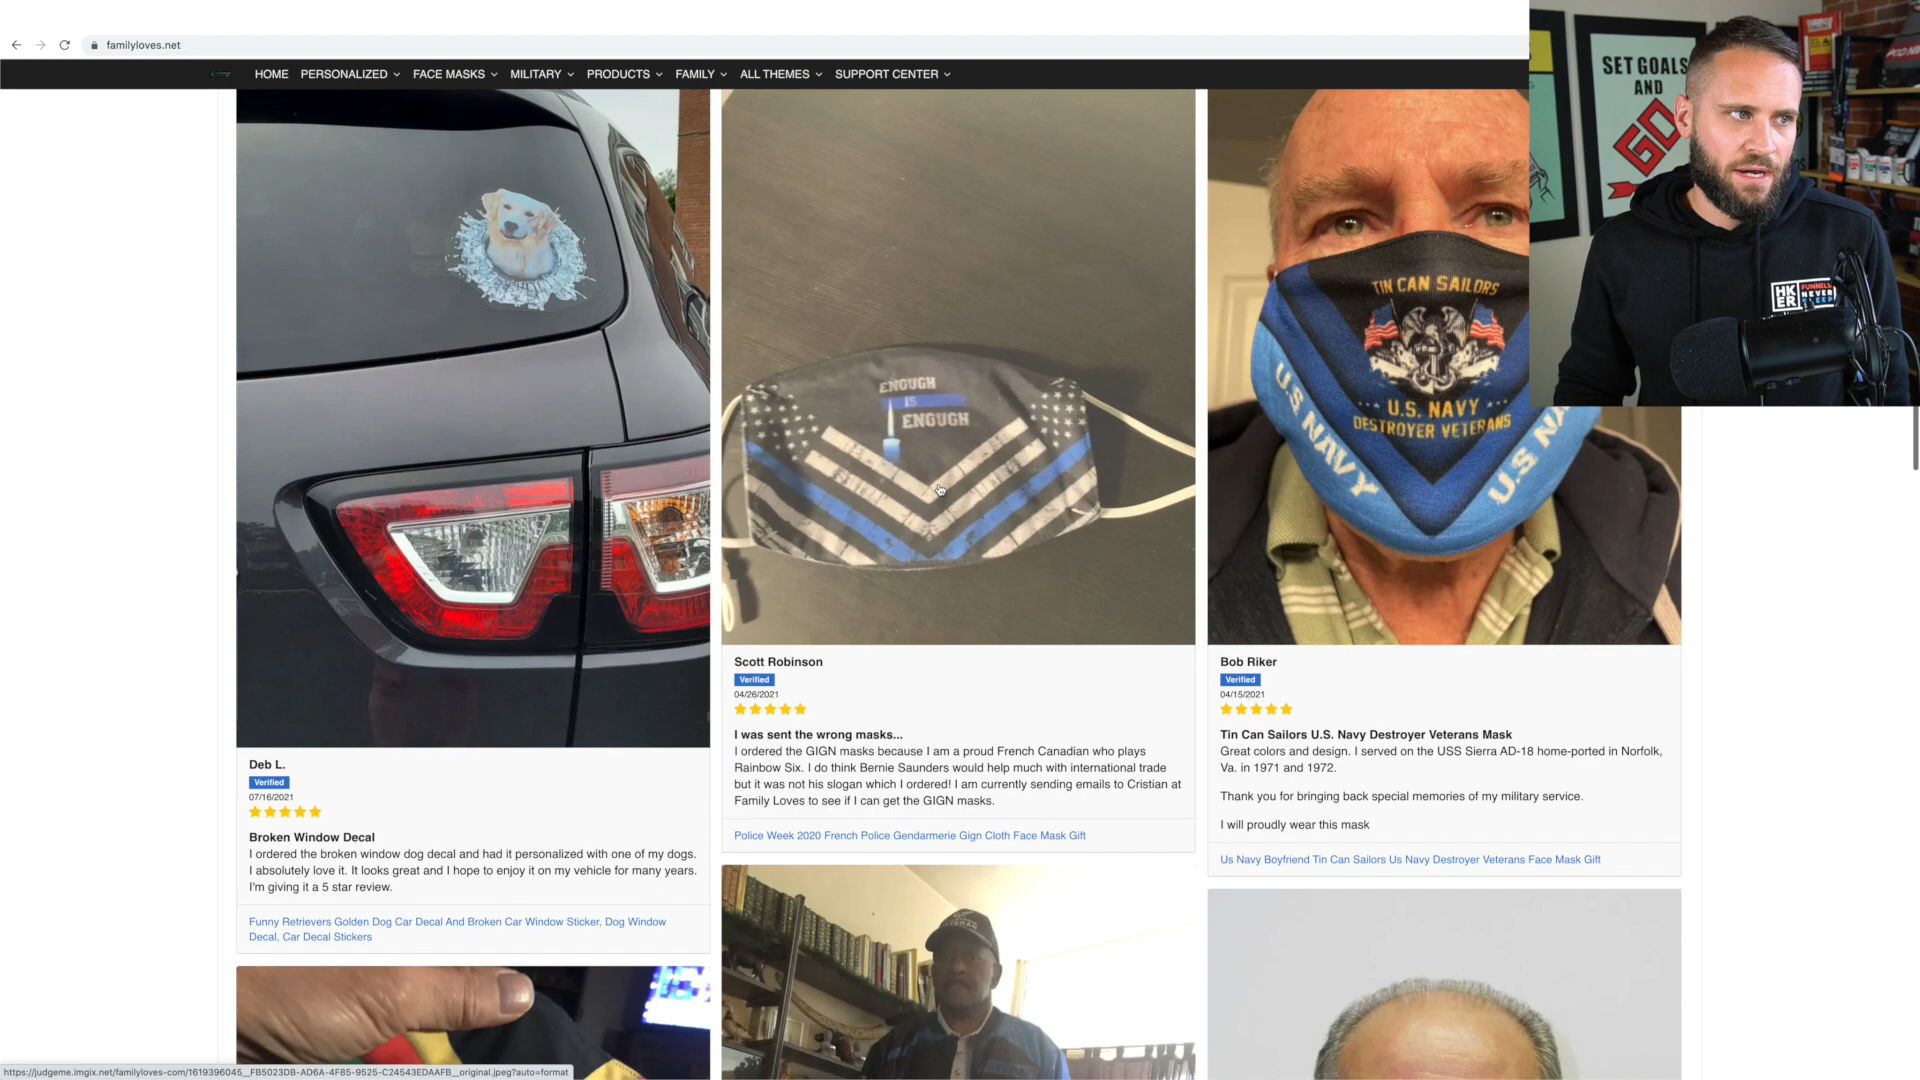 familyloves.net
HOME PERSONALIZED FACE MASKS MILITARY PRODUCTS FAMILY ALL THEMES SUPPORT CENTER
SET GOALS
AND
GO
HK
ER
FUNNELS
NEVER
SLEEP
ENOUGH
IS
ENOUGH
TIN CAN SAILORS
U.S. NAVY
DESTROYER VETERANS
U.S NAVY
U.S NA
Deb L.
Verified
07/16/2021
Broken Window Decal
I ordered the broken window dog decal and had it personalized with one of my dogs.
I absolutely love it. It looks great and I hope to enjoy it on my vehicle for many years.
I'm giving it a 5 star review.
Funny Retrievers Golden Dog Car Decal And Broken Car Window Sticker, Dog Window
Decal, Car Decal Stickers
Scott Robinson
Verified
04/26/2021
I was sent the wrong masks...
I ordered the GIGN masks because I am a proud French Canadian who plays
Rainbow Six. I do think Bernie Saunders would help much with international trade
but it was not his slogan which I ordered! I am currently sending emails to Cristian at
Family Loves to see if I can get the GIGN masks.
Police Week 2020 French Police Gendarmerie Gign Cloth Face Mask Gift
Bob Riker
Verified
04/15/2021
Tin Can Sailors U.S. Navy Destroyer Veterans Mask
Great colors and design. I served on the USS Sierra AD-18 home-ported in Norfolk,
Va. in 1971 and 1972.
Thank you for bringing back special memories of my military service.
I will proudly wear this mask
Us Navy Boyfriend Tin Can Sailors Us Navy Destroyer Veterans Face Mask Gift
https://judgeme.imgix.net/familyloves-com/1619396045__FB5023DB-AD6A-4F85-9525-C24543EDAAFB__original.jpeg?auto=format